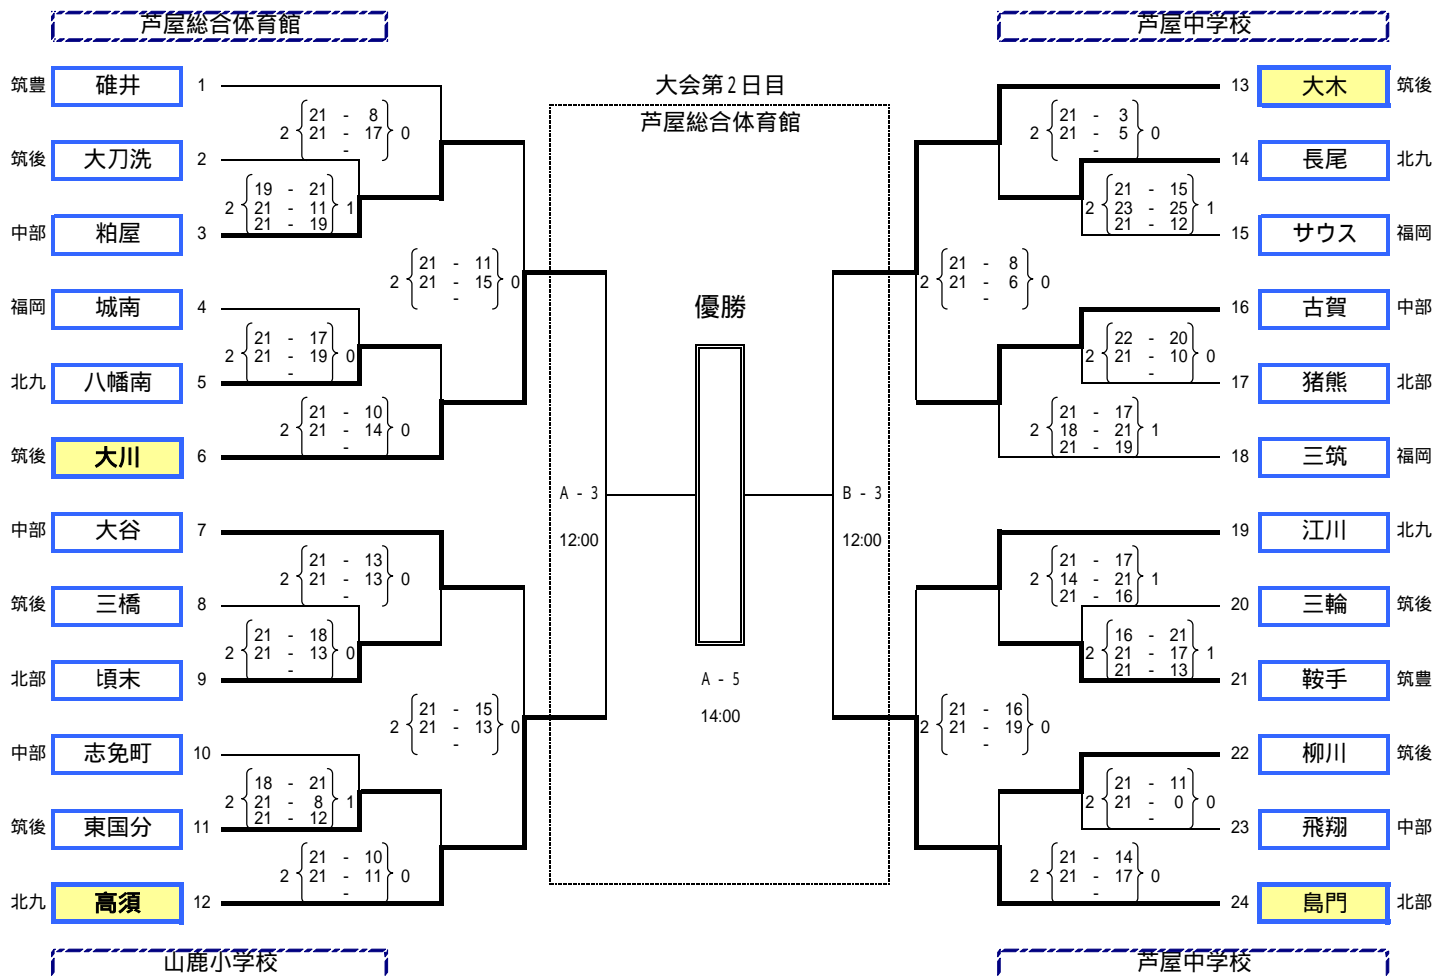 芦屋総合体育館
芦屋中学校
大会第２日目
芦屋総合体育館
優勝
A - 3
12:00
B - 3
12:00
A - 5
14:00
筑豊 碓井 1
21 - 8
2 21 - 17 0
-
筑後 大刀洗 2
19 - 21
2 21 - 11 1
21 - 19
中部 粕屋 3
21 - 11
2 21 - 15 0
-
福岡 城南 4
21 - 17
2 21 - 19 0
-
北九 八幡南 5
21 - 10
2 21 - 14 0
-
筑後 大川 6
中部 大谷 7
21 - 13
2 21 - 13 0
-
筑後 三橋 8
21 - 18
2 21 - 13 0
-
北部 頃末 9
21 - 15
2 21 - 13 0
-
中部 志免町 10
18 - 21
2 21 - 8 1
21 - 12
筑後 東国分 11
21 - 10
2 21 - 11 0
-
北九 高須 12
13 大木 筑後
21 - 3
2 21 - 5 0
-
14 長尾 北九
21 - 15
2 23 - 25 1
21 - 12
15 サウス 福岡
21 - 8
2 21 - 6 0
-
16 古賀 中部
22 - 20
2 21 - 10 0
-
17 猪熊 北部
21 - 17
2 18 - 21 1
21 - 19
18 三筑 福岡
19 江川 北九
21 - 17
2 14 - 21 1
21 - 16
20 三輪 筑後
16 - 21
2 21 - 17 1
21 - 13
21 鞍手 筑豊
21 - 16
2 21 - 19 0
-
22 柳川 筑後
21 - 11
2 21 - 0 0
-
23 飛翔 中部
21 - 14
2 21 - 17 0
-
24 島門 北部
山鹿小学校
芦屋中学校